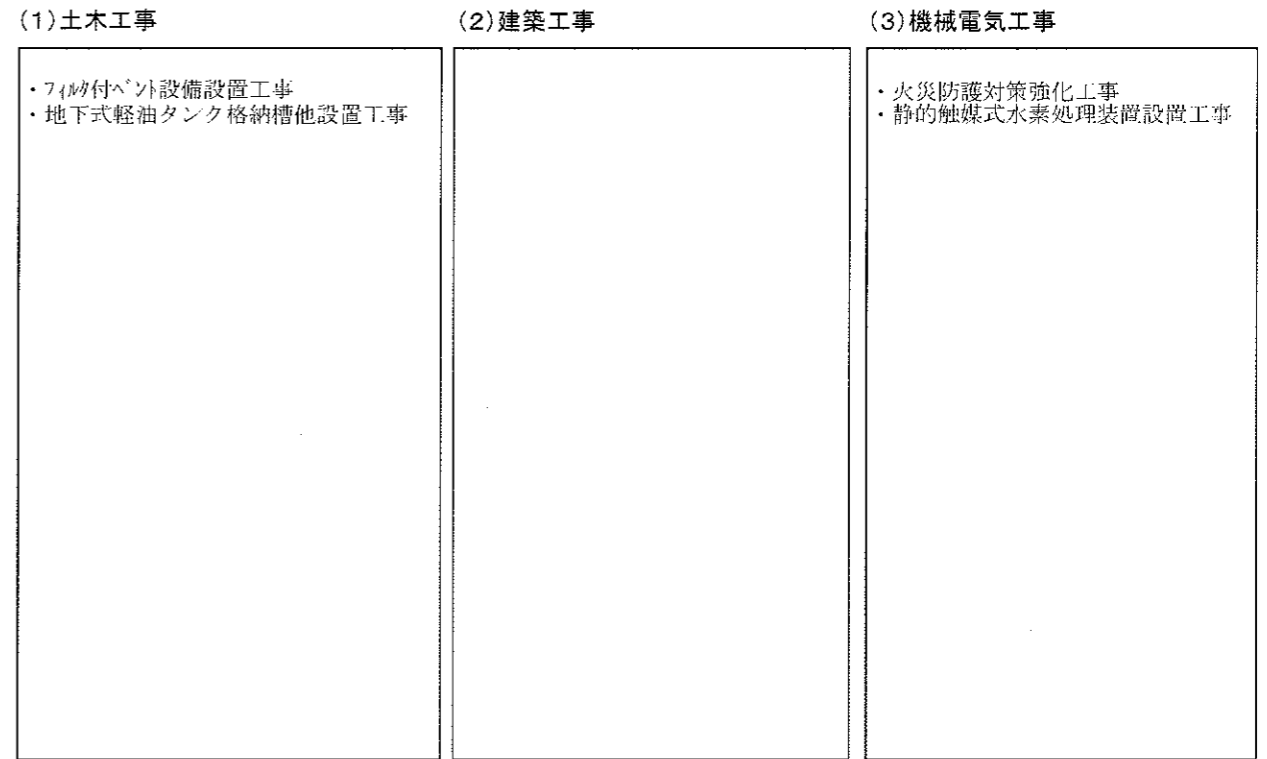 (1)土木工事
・フィルタ付ベント設備設置工事
・地下式軽油タンク格納槽他設置工事
(2)建築工事
(3)機械電気工事
・火災防護対策強化工事
・静的触媒式水素処理装置設置工事